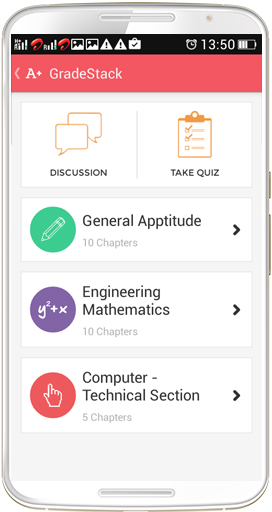 13:50
A+ GradeStack
DISCUSSION
TAKE QUIZ
General Apptitude
10 Chapters
y²+x
Engineering
Mathematics
10 Chapters
Computer -
Technical Section
5 Chapters